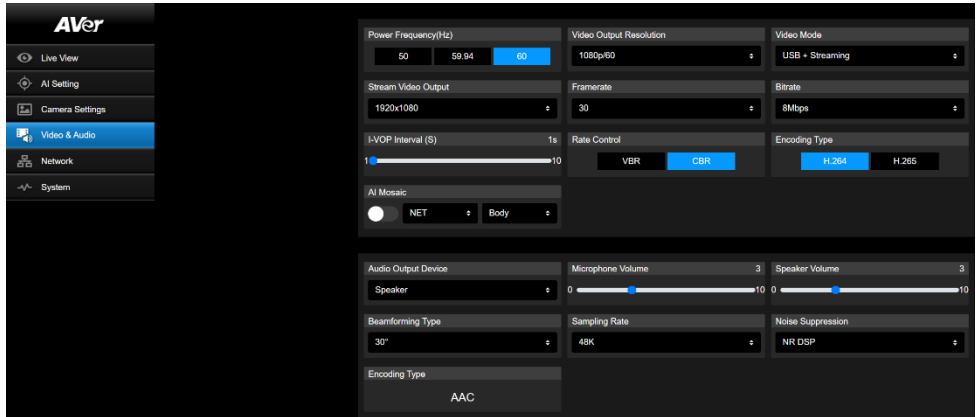 AVer
Live View
AI Setting
Camera Settings
Video & Audio
Network
System
Power Frequency(Hz) Video Output Resolution Video Mode
50 59.94 60 1080p/60 USB + Streaming
Stream Video Output Framerate Bitrate
1920x1080 30 8Mbps
I-VOP Interval (S) 1s Rate Control Encoding Type
1 10 VBR CBR H.264 H.265
AI Mosaic
NET Body
Audio Output Device Microphone Volume 3 Speaker Volume 3
Speaker 0 10 0 10
Beamforming Type Sampling Rate Noise Suppression
30° 48K NR DSP
Encoding Type
AAC